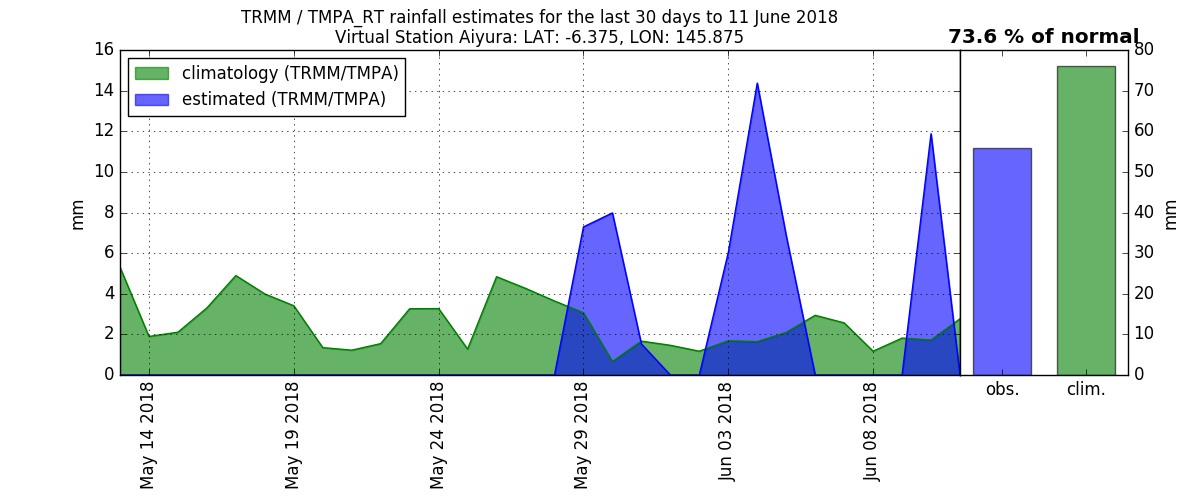 TRMM / TMPA_RT rainfall estimates for the last 30 days to 11 June 2018
Virtual Station Aiyura: LAT: -6.375, LON: 145.875
73.6 % of normal
climatology (TRMM/TMPA)
estimated (TRMM/TMPA)
mm
16
14
12
10
8
6
4
2
0
May 14 2018
May 19 2018
May 24 2018
May 29 2018
Jun 03 2018
Jun 08 2018
obs.
clim.
80
70
60
50
40
30
20
10
0
mm